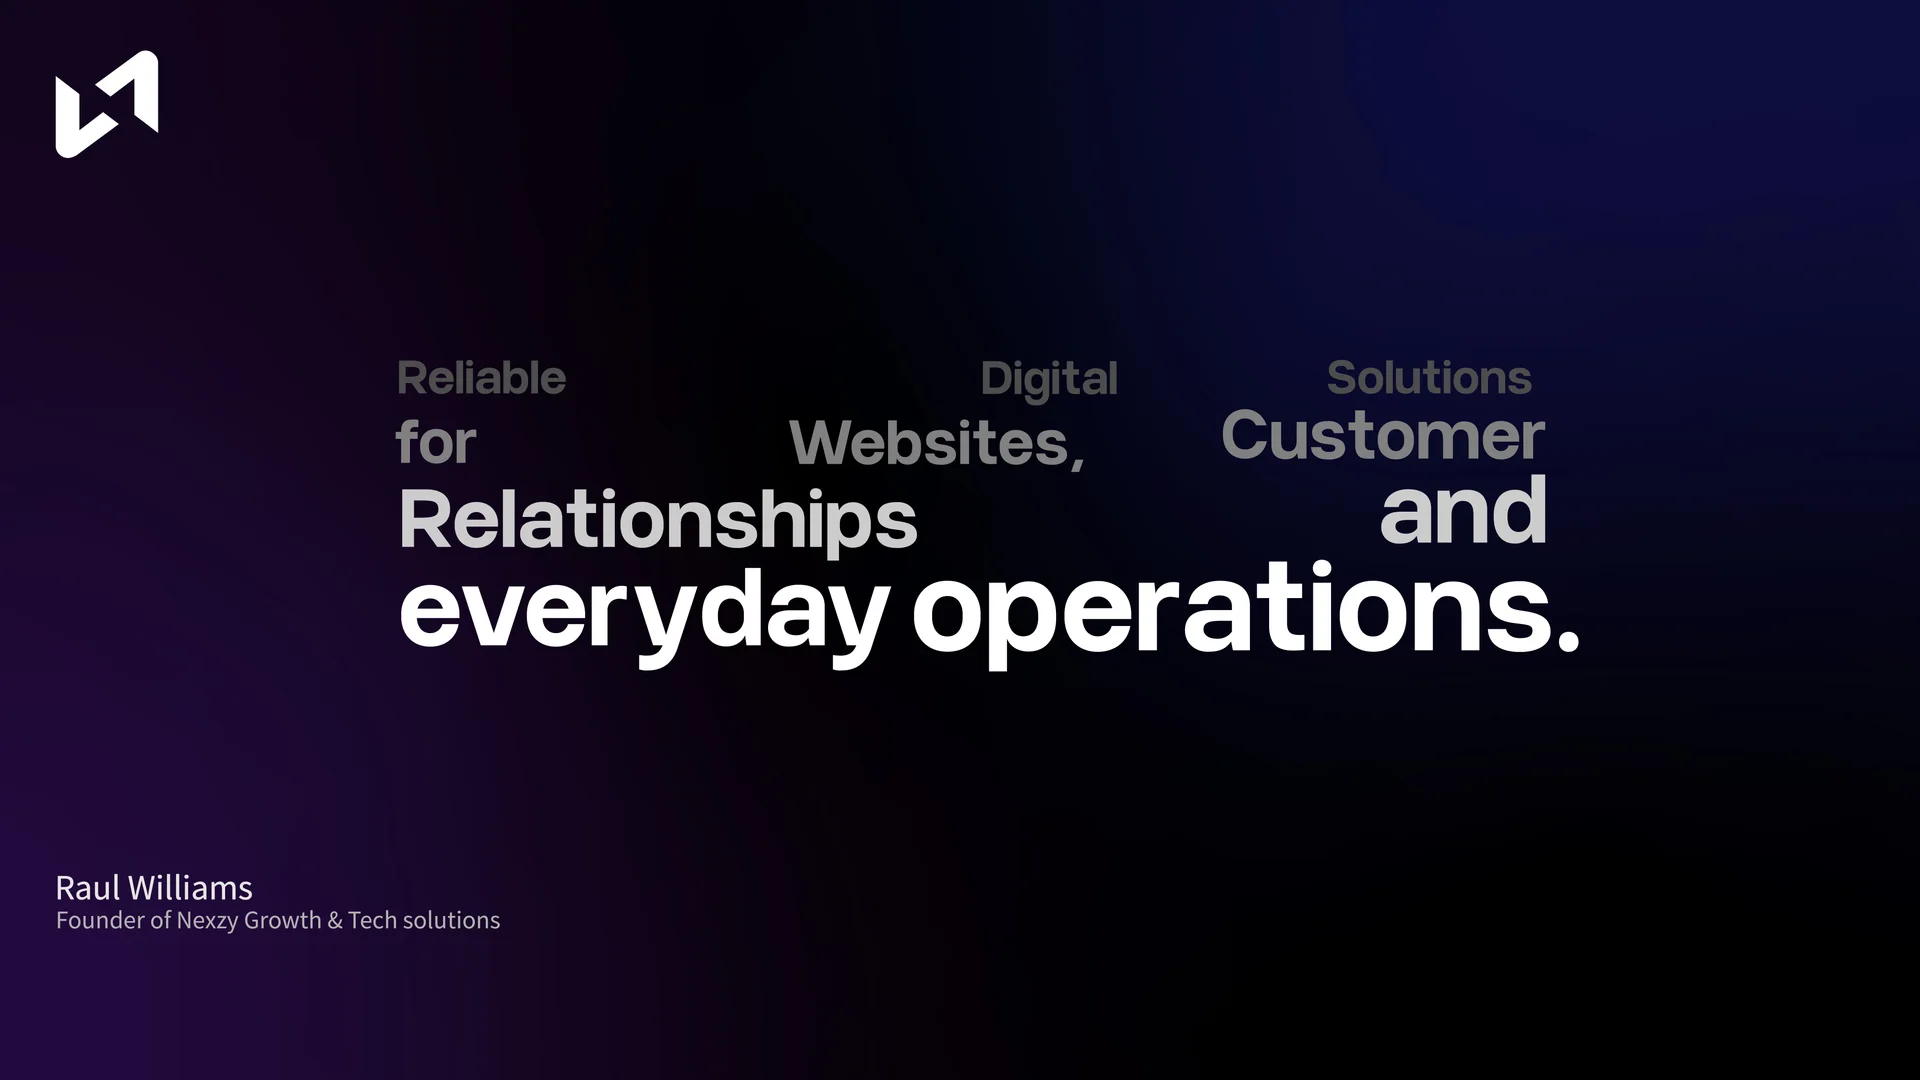 Reliable Digital Solutions
for Websites, Customer
Relationships and
everyday operations.
Raul Williams
Founder of Nexzy Growth & Tech solutions